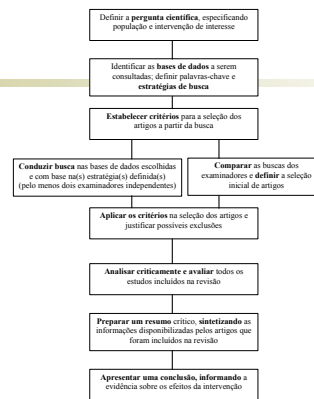 Definir a pergunta científica, especificando
população e intervenção de interesse
Identificar as bases de dados a serem
consultadas; definir palavras-chave e
estratégias de busca
Estabelecer critérios para a seleção dos
artigos a partir da busca
Conduzir busca nas bases de dados escolhidas
e com base na(s) estratégia(s) definida(s)
(pelo menos dois examinadores independentes)
Comparar as buscas dos
examinadores e definir a seleção
inicial de artigos
Aplicar os critérios na seleção dos artigos e
justificar possíveis exclusões
Analisar criticamente e avaliar todos os
estudos incluídos na revisão
Preparar um resumo crítico, sintetizando as
informações disponibilizadas pelos artigos que
foram incluídos na revisão
Apresentar uma conclusão, informando a
evidência sobre os efeitos da intervenção